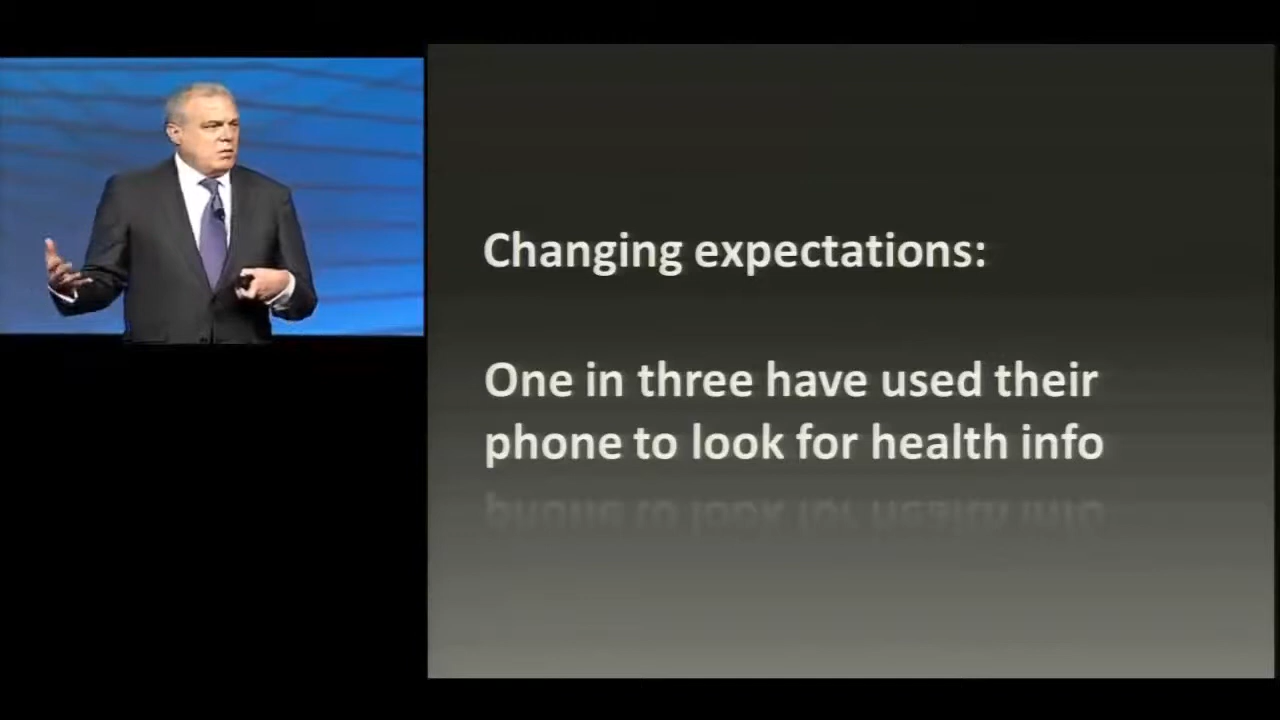 Changing expectations:
One in three have used their
phone to look for health info